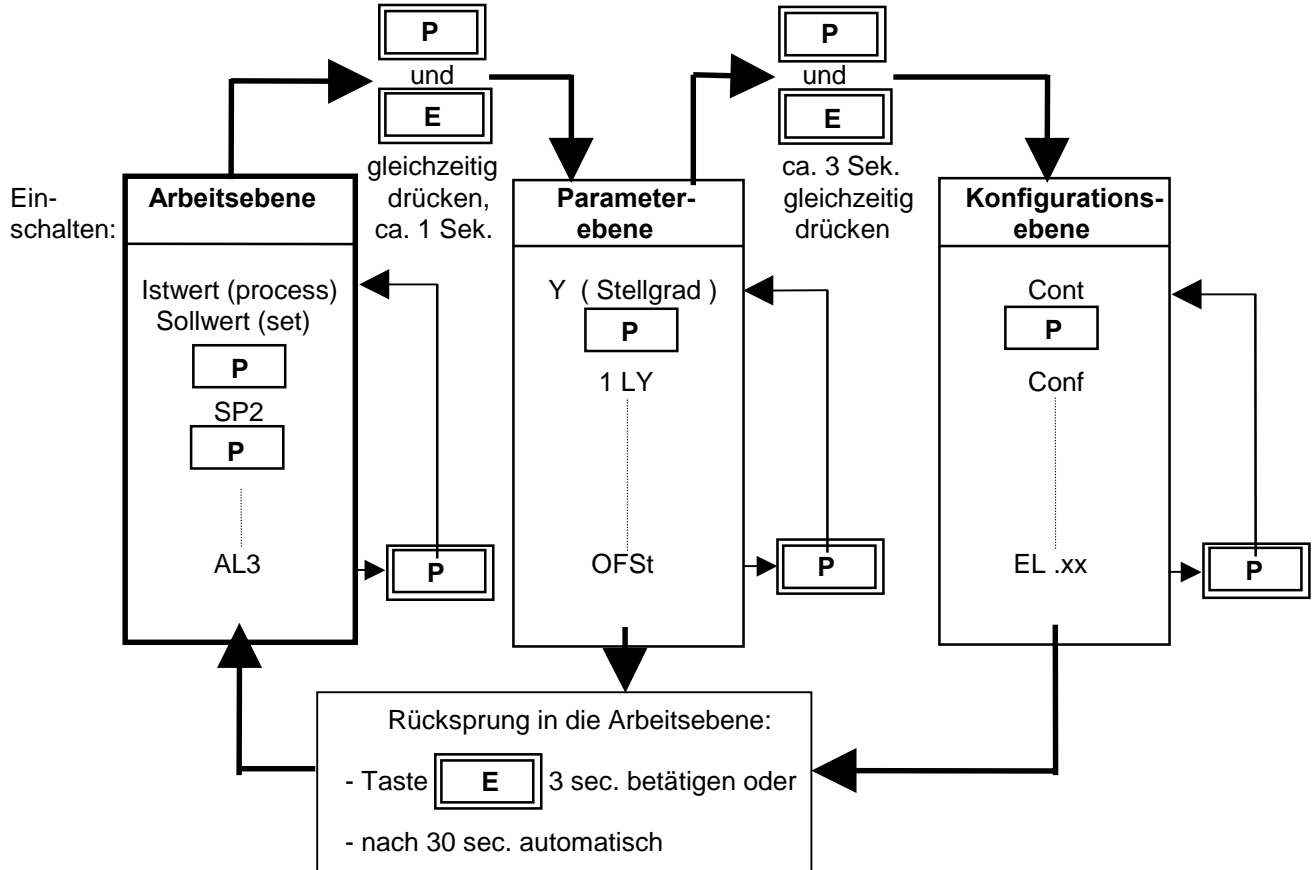 P
und
E
gleichzeitig
drücken,
ca. 1 Sek.
P
und
E
ca. 3 Sek.
gleichzeitig
drücken
Ein-
schalten:
Arbeitsebene
Istwert (process)
Sollwert (set)
P
SP2
P
AL3
P
Parameter-
ebene
Y ( Stellgrad )
P
1 LY
OFSt
P
Konfigurations-
ebene
Cont
P
Conf
EL .xx
P
Rücksprung in die Arbeitsebene:
- Taste E 3 sec. betätigen oder
- nach 30 sec. automatisch